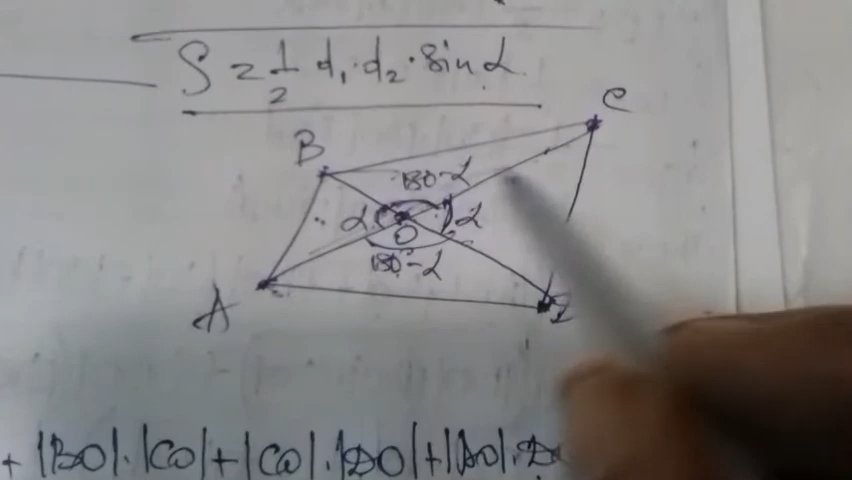 S = 1/2 d₁·d₂·sin α
C
B
180-α
α O α
180°-α
A
+ |BO|·|CO| + |CO|·|DO| + |AO|·D